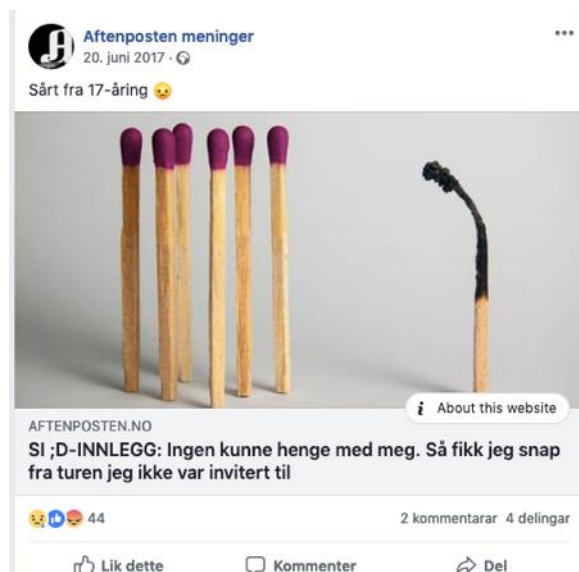 Aftenposten meninger
20. juni 2017 ·
Sårt fra 17-åring
About this website
AFTENPOSTEN.NO
SI ;D-INNLEGG: Ingen kunne henge med meg. Så fikk jeg snap
fra turen jeg ikke var invitert til
44
2 kommentarar 4 delingar
Lik dette Kommenter Del